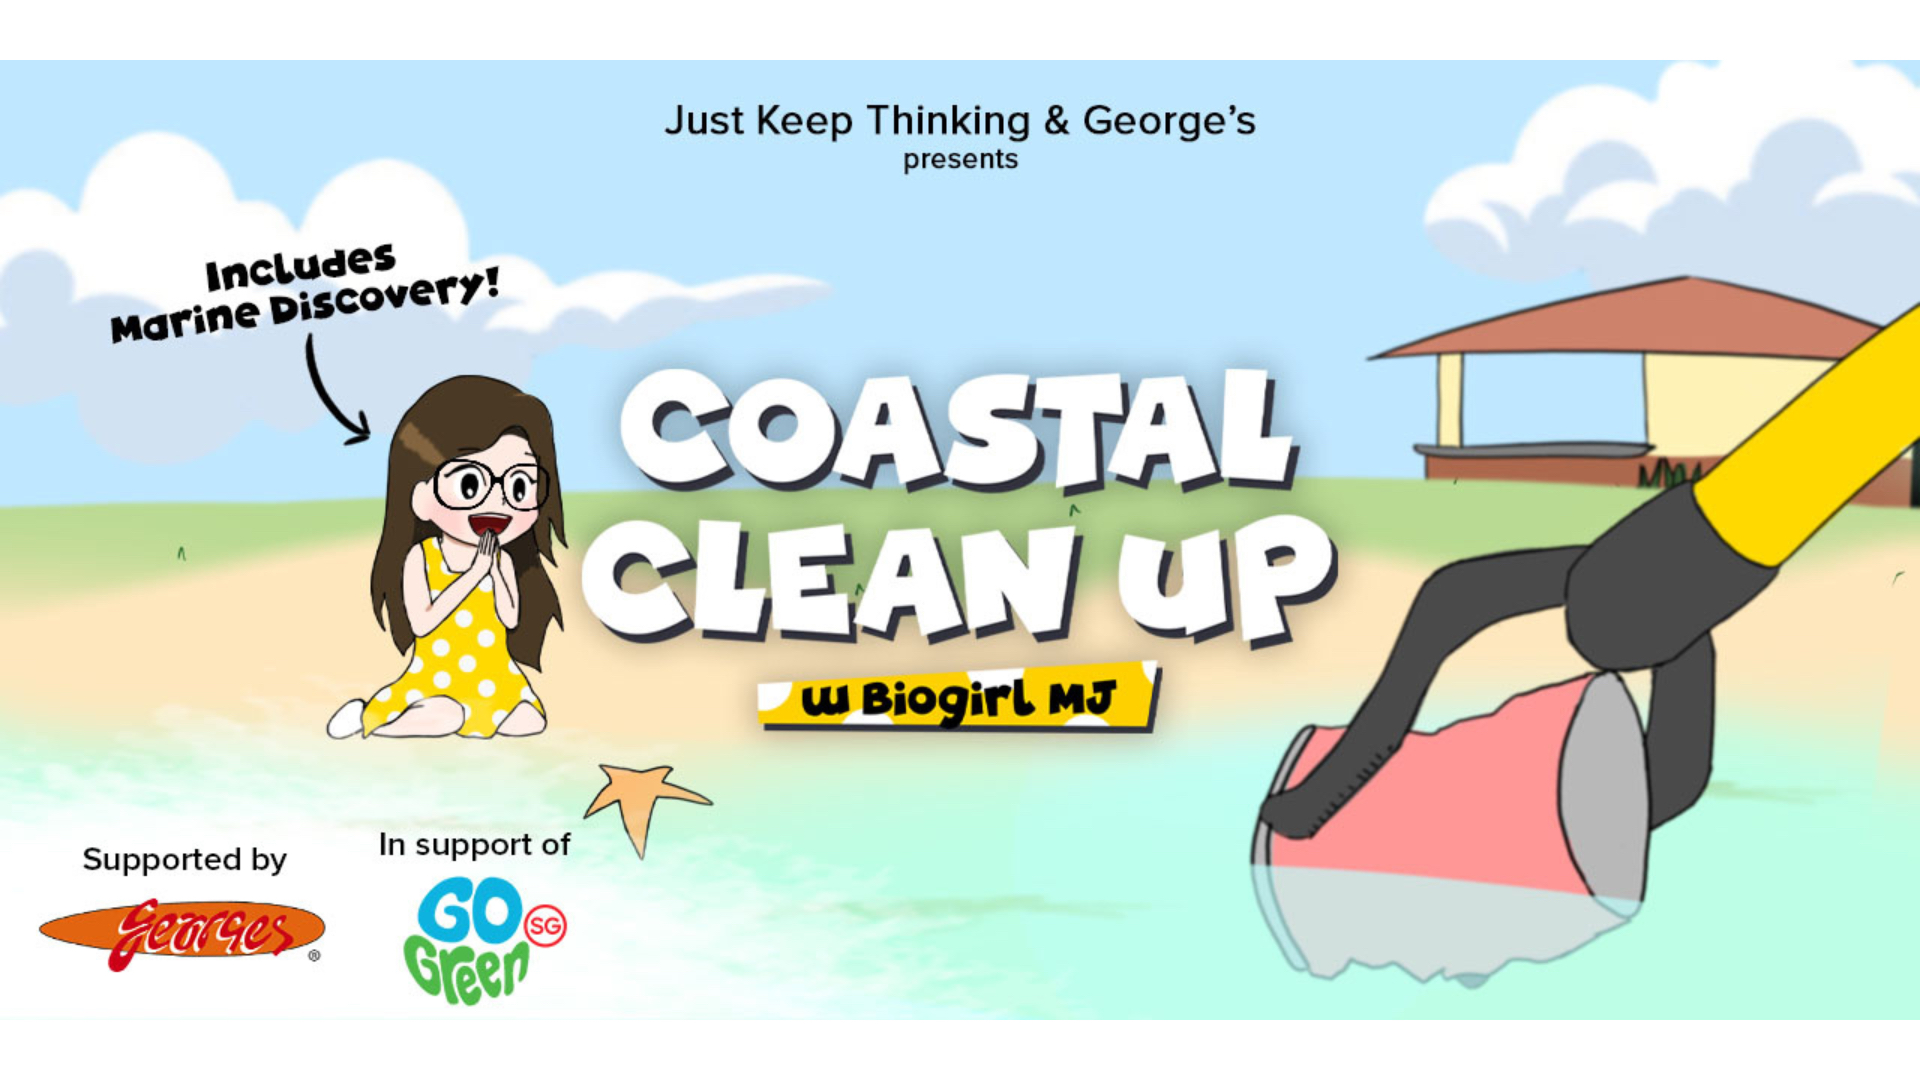 Just Keep Thinking & George’s
presents
Includes
Marine Discovery!
COASTAL
CLEAN UP
w Biogirl MJ
Supported by
Georges
®
In support of
GO
SG
Green